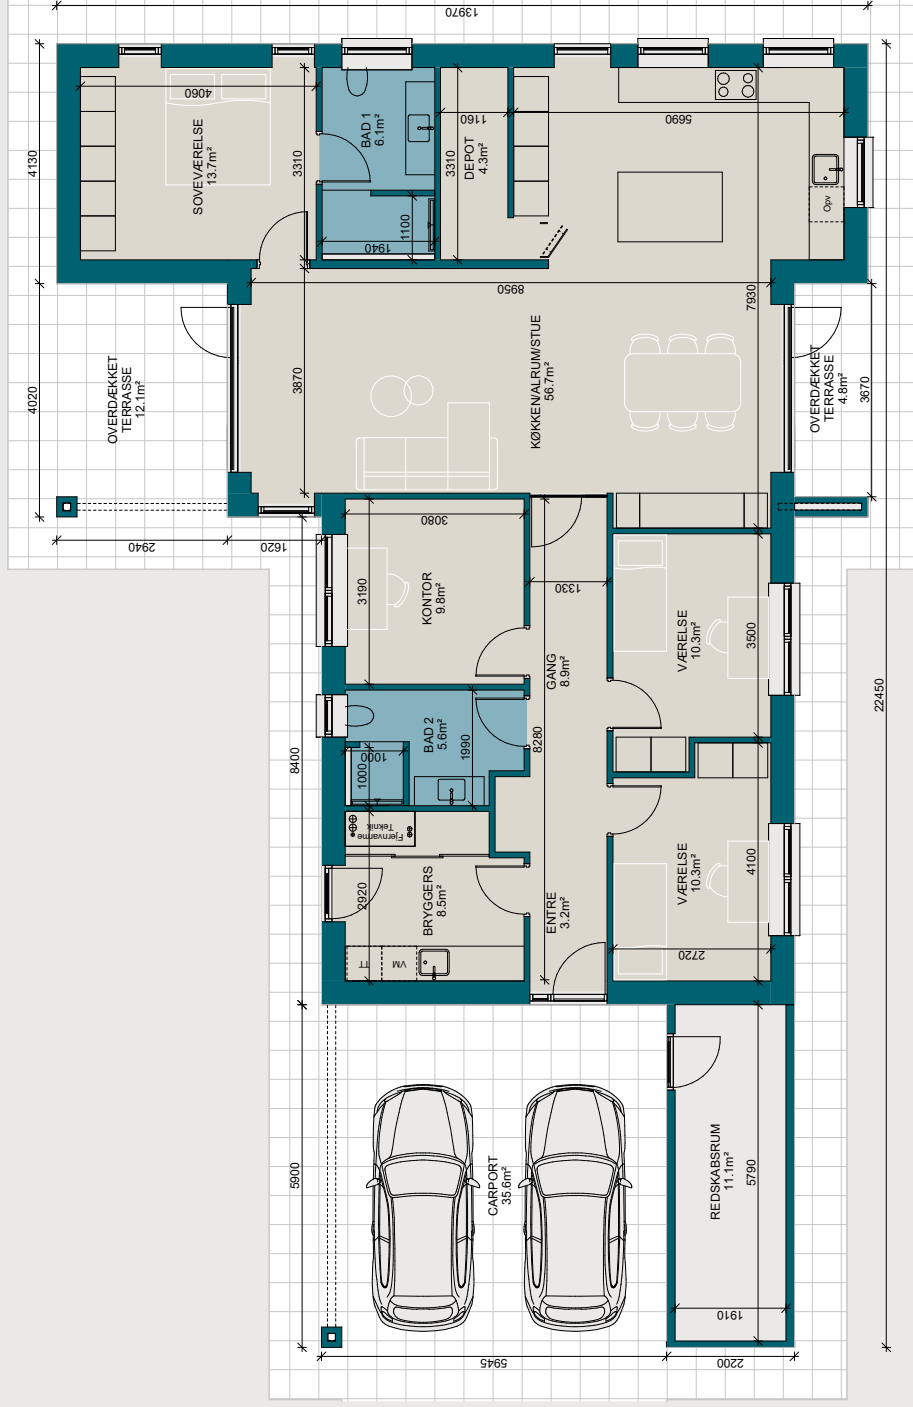 13970
4130
4060
SOVEVÆRELSE
13.7m²
3310
BAD 1
6.1m²
1100
1940
3310
1160
DEPOT
4.3m²
5690
Opv
8950
7930
4020
OVERDÆKKET
TERRASSE
12.1m²
3870
KØKKEN/ALRUM/STUE
56.7m²
OVERDÆKKET
TERRASSE
4.8m²
3670
2940
1620
3080
3190
KONTOR
9.8m²
1330
GANG
8.9m²
VÆRELSE
10.3m²
3500
22450
8400
BAD 2
5.6m²
1990
1000
1000
8280
Fjernvarme
Teknik
2920
BRYGGERS
8.5m²
TT
VM
ENTRE
3.2m²
VÆRELSE
10.3m²
4100
2720
5900
CARPORT
35.6m²
REDSKABSRUM
11.1m²
5790
1910
5945
2200